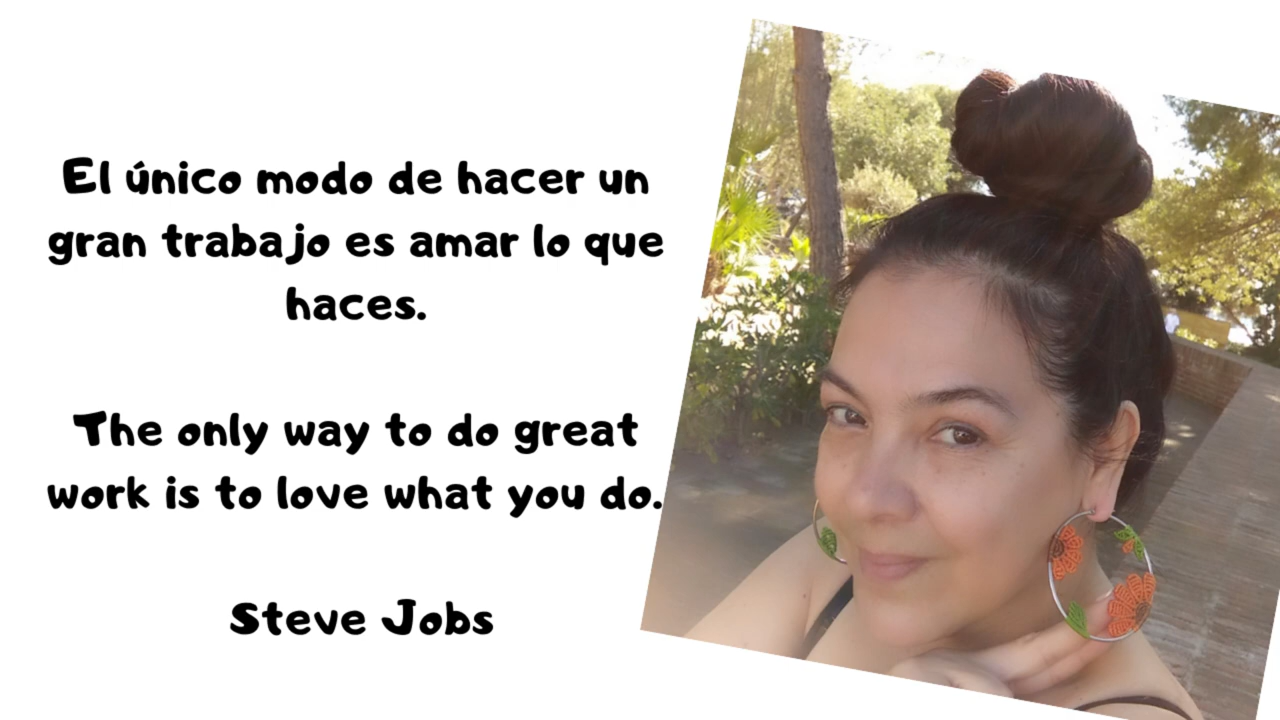 El único modo de hacer un
gran trabajo es amar lo que
haces.
The only way to do great
work is to love what you do.
Steve Jobs